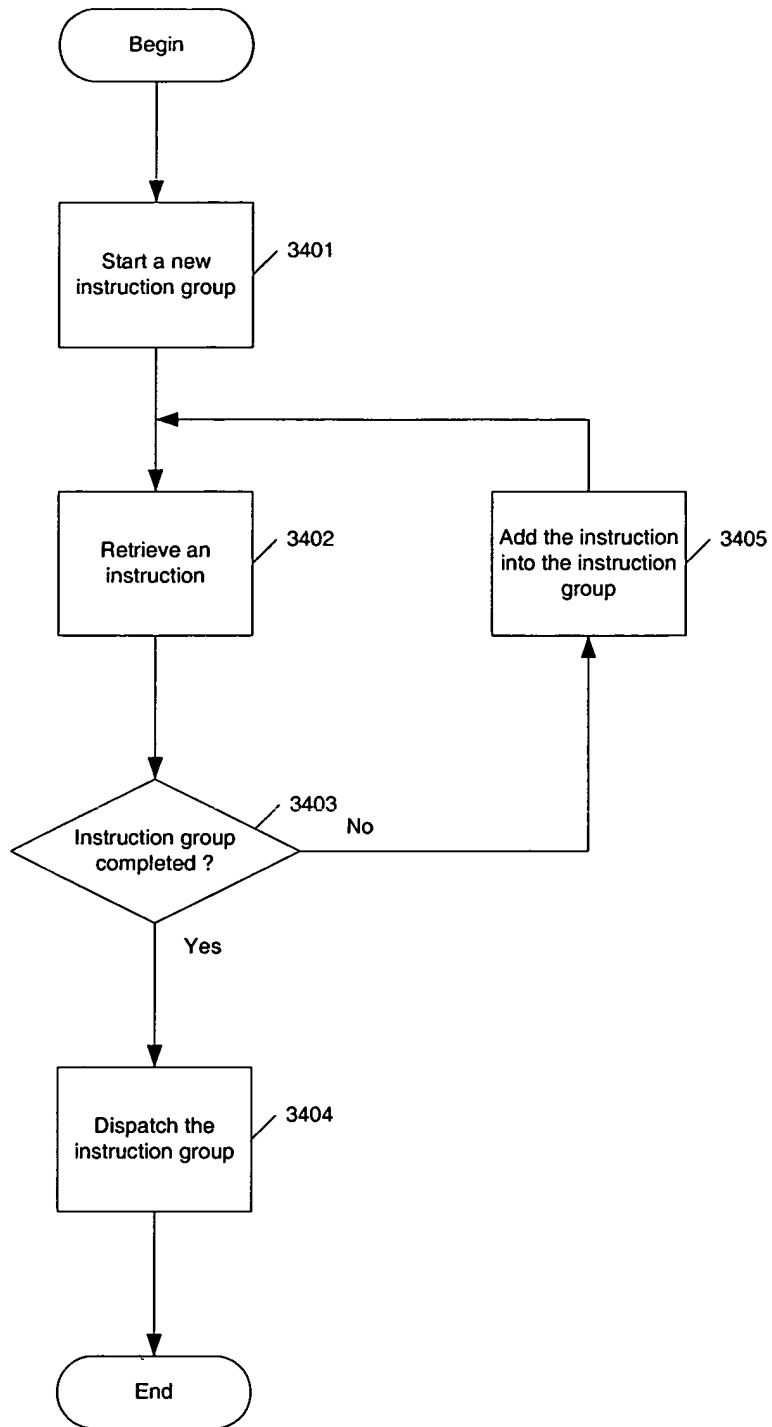 Begin
Start a new
instruction group
3401
Retrieve an
instruction
3402
Add the instruction
into the instruction
group
3405
Instruction group
completed ?
3403
No
Yes
Dispatch the
instruction group
3404
End